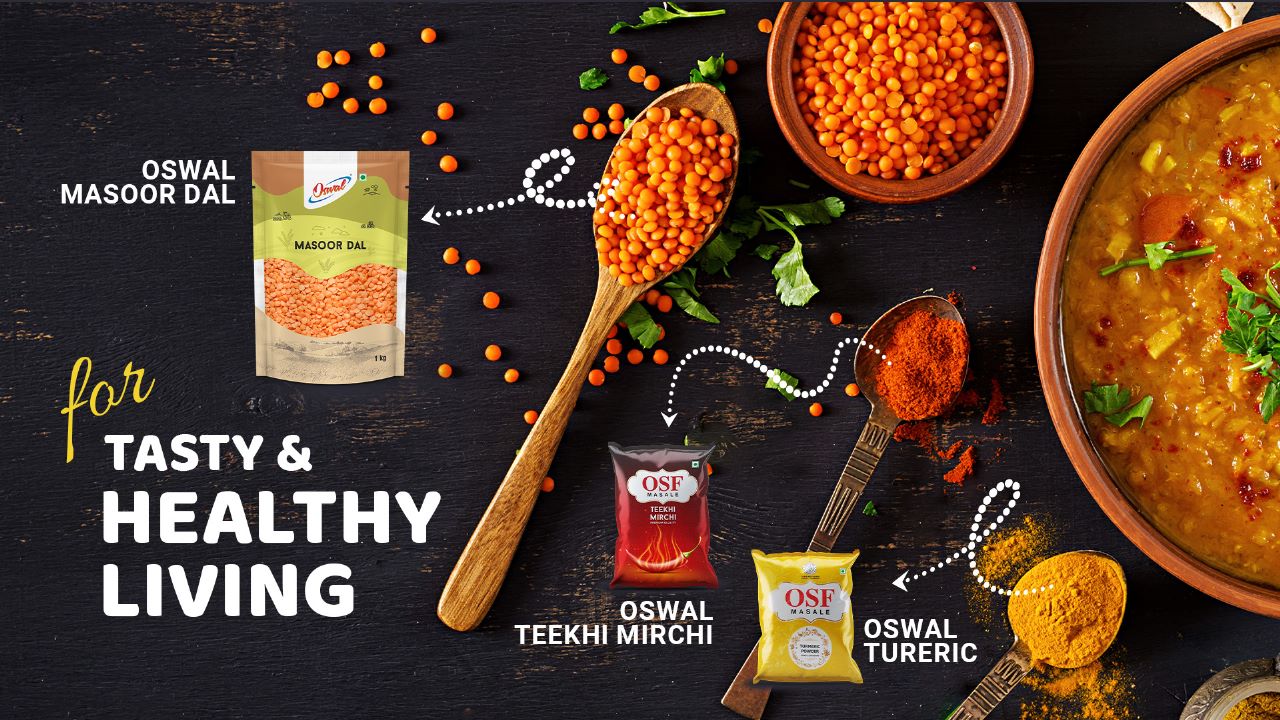 OSWAL
MASOOR DAL
Oswal
MASOOR DAL
1 kg
for
TASTY &
HEALTHY
LIVING
OSF
MASALE
TEEKHI
MIRCHI
OSWAL
TEEKHI MIRCHI
OSF
MASALE
TURMERIC
POWDER
OSWAL
TURERIC